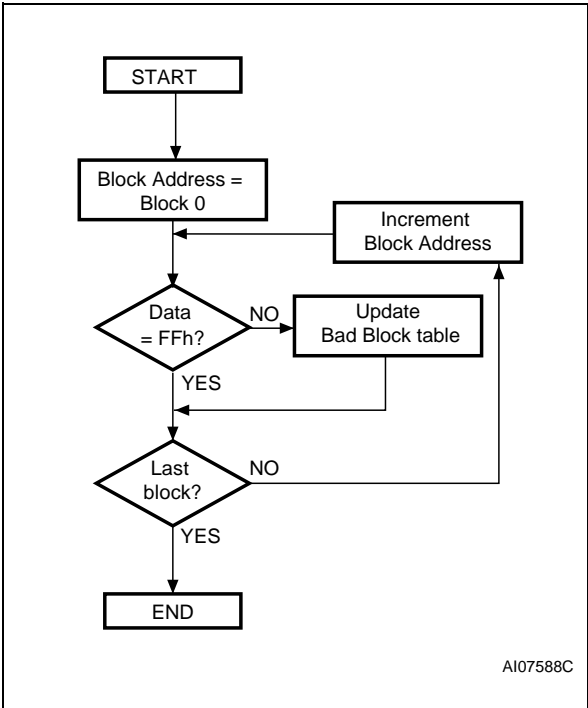 START
Block Address =
Block 0
Increment
Block Address
Data
= FFh?
NO
Update
Bad Block table
YES
Last
block?
NO
YES
END
AI07588C